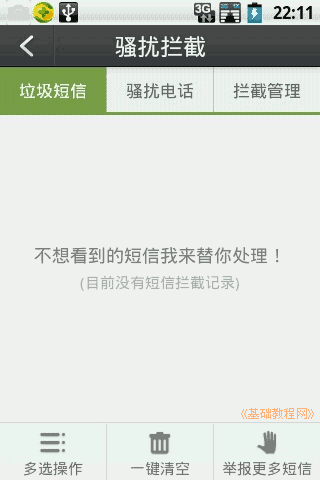 3G
22:11
骚扰拦截
垃圾短信
骚扰电话
拦截管理
不想看到的短信我来替你处理！
(目前没有短信拦截记录)
《基础教程网》
多选操作
一键清空
举报更多短信